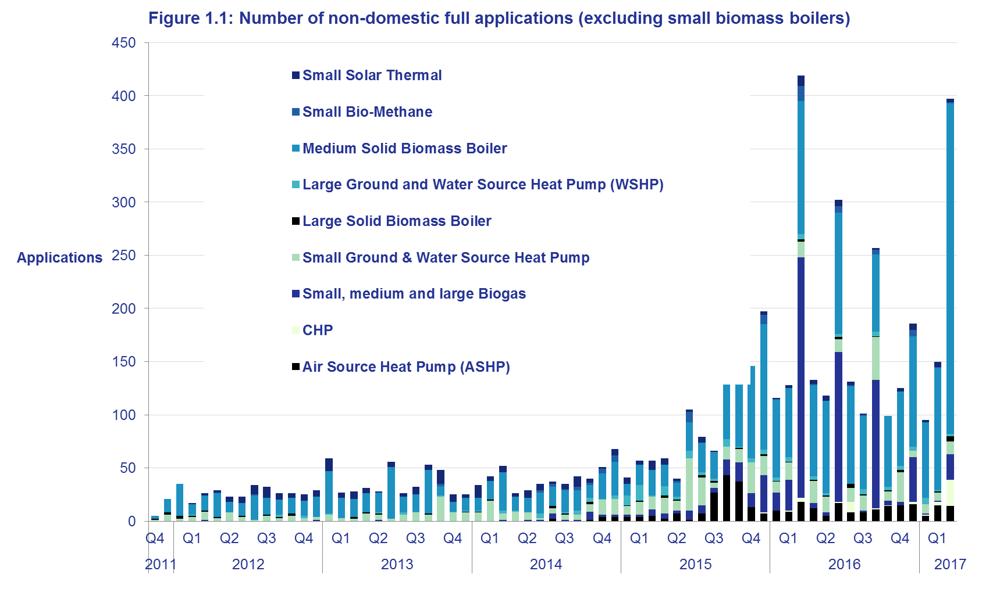 Figure 1.1: Number of non-domestic full applications (excluding small biomass boilers)
450
400
350
300
250
200
150
100
50
0
Applications
Small Solar Thermal
Small Bio-Methane
Medium Solid Biomass Boiler
Large Ground and Water Source Heat Pump (WSHP)
Large Solid Biomass Boiler
Small Ground & Water Source Heat Pump
Small, medium and large Biogas
CHP
Air Source Heat Pump (ASHP)
Q4 Q1 Q2 Q3 Q4 Q1 Q2 Q3 Q4 Q1 Q2 Q3 Q4 Q1 Q2 Q3 Q4 Q1 Q2 Q3 Q4 Q1
2011 2012 2013 2014 2015 2016 2017